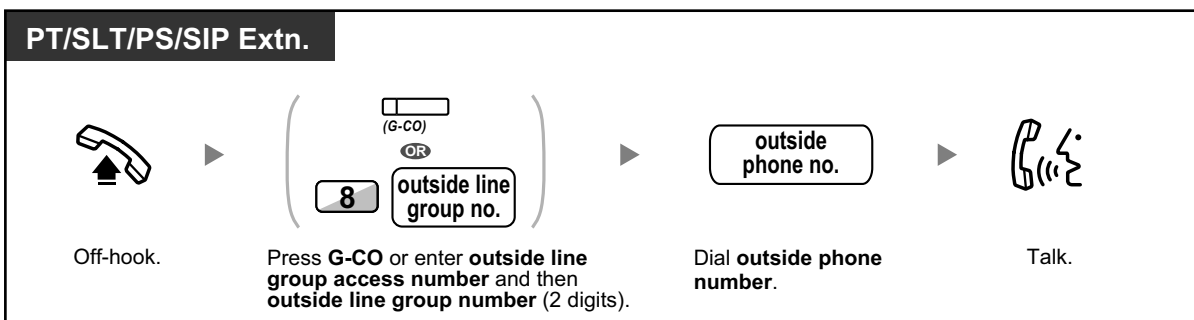 PT/SLT/PS/SIP Extn.
(G-CO)
OR
8
outside line
group no.
outside
phone no.
Off-hook.
Press G-CO or enter outside line
group access number and then
outside line group number (2 digits).
Dial outside phone
number.
Talk.